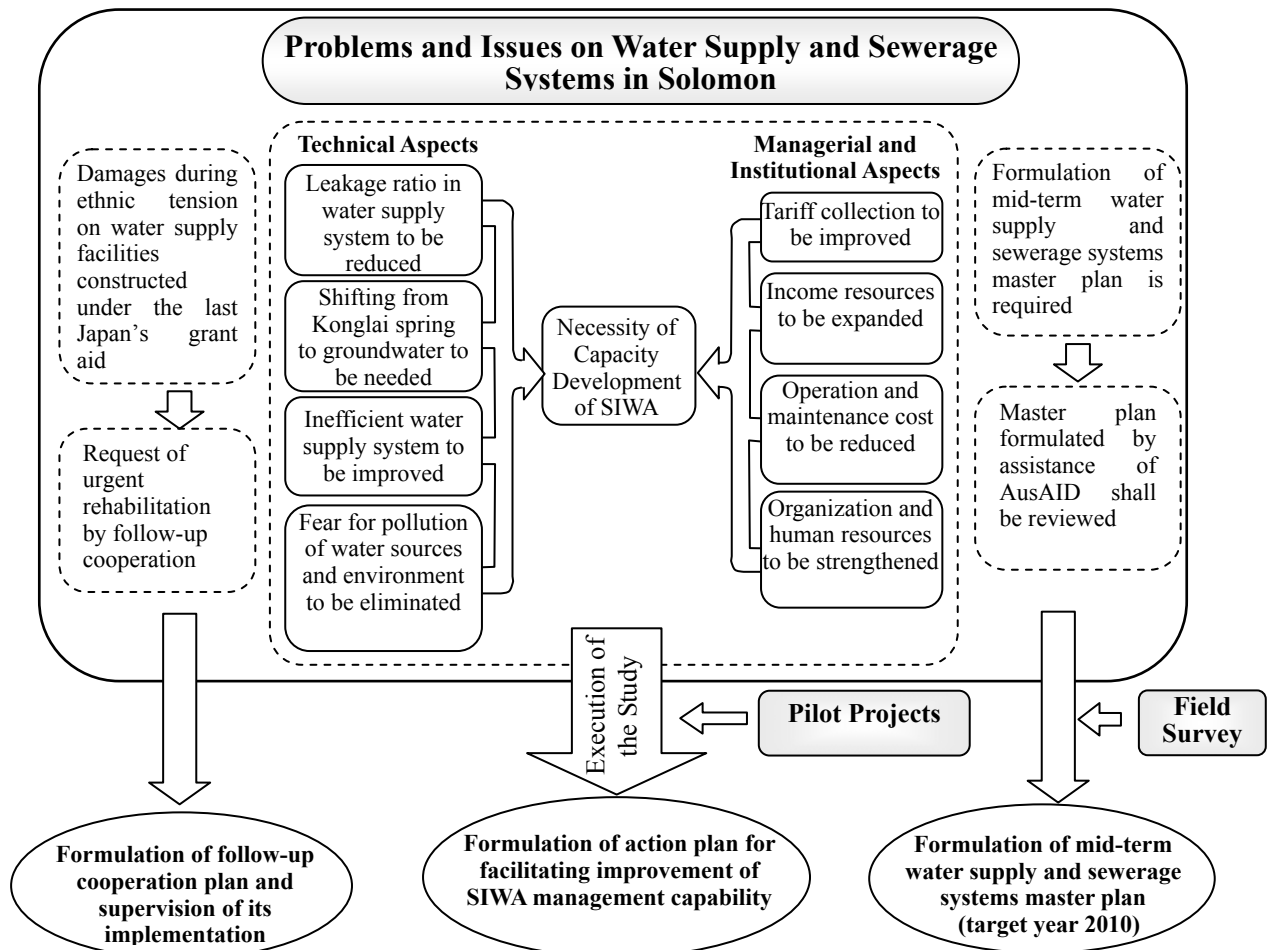 Problems and Issues on Water Supply and Sewerage
Systems in Solomon
Damages during
ethnic tension
on water supply
facilities
constructed
under the last
Japan's grant
aid
Request of
urgent
rehabilitation
by follow-up
cooperation
Technical Aspects
Leakage ratio in
water supply
system to be
reduced
Shifting from
Konglai spring
to groundwater to
be needed
Inefficient water
supply system to
be improved
Fear for pollution
of water sources
and environment
to be eliminated
Necessity of
Capacity
Development
of SIWA
Managerial and
Institutional Aspects
Tariff collection to
be improved
Income resources
to be expanded
Operation and
maintenance cost
to be reduced
Organization and
human resources
to be strengthened
Formulation of
mid-term water
supply and
sewerage systems
master plan is
required
Master plan
formulated by
assistance of
AusAID shall
be reviewed
Execution of
the Study
Pilot Projects
Field
Survey
Formulation of follow-up
cooperation plan and
supervision of its
implementation
Formulation of action plan for
facilitating improvement of
SIWA management capability
Formulation of mid-term
water supply and sewerage
systems master plan
(target year 2010)